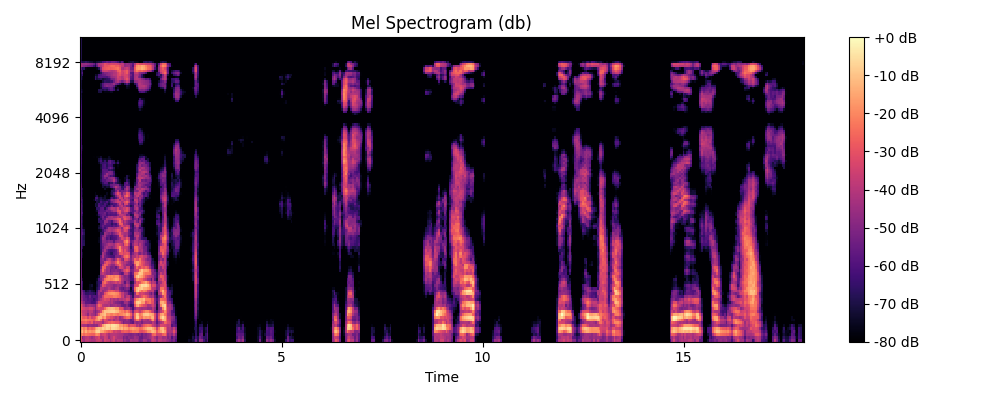 Mel Spectrogram (db)
8192
4096
2048
1024
512
0
Hz
0 5 10 15
Time
+0 dB
-10 dB
-20 dB
-30 dB
-40 dB
-50 dB
-60 dB
-70 dB
-80 dB